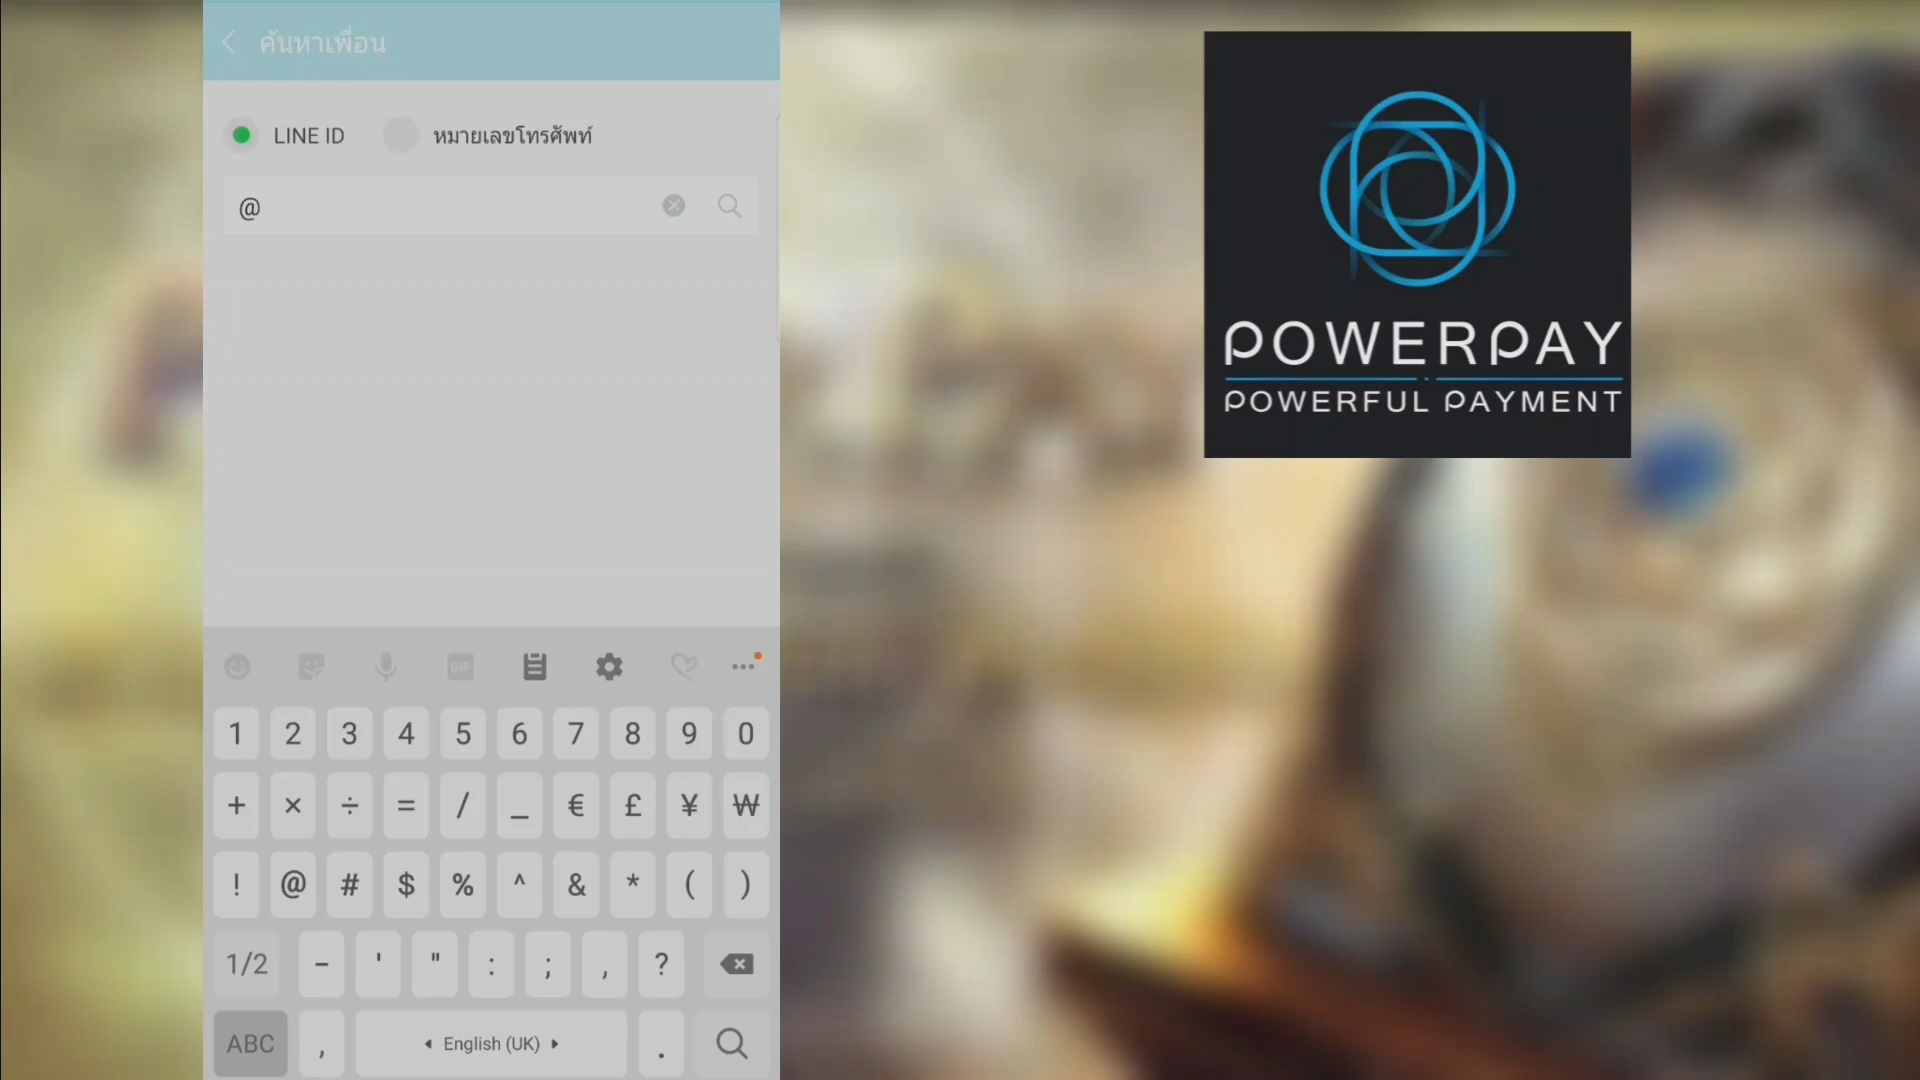 ค้นหาเพื่อน
LINE ID หมายเลขโทรศัพท์
@
GIF
1 2 3 4 5 6 7 8 9 0
+ × ÷ = / _ € £ ¥ ₩
! @ # $ % ^ & * ( )
1/2 - ' " : ; , ?
ABC , English (UK) .
POWERPAY
POWERFUL PAYMENT